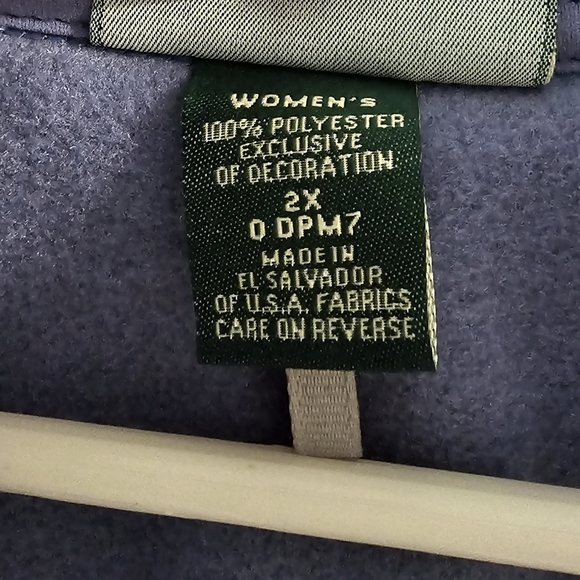 WOMEN'S
100% POLYESTER
EXCLUSIVE
OF DECORATION
2X
0 DPM7
MADE IN
EL SALVADOR
OF U.S.A. FABRICS
CARE ON REVERSE